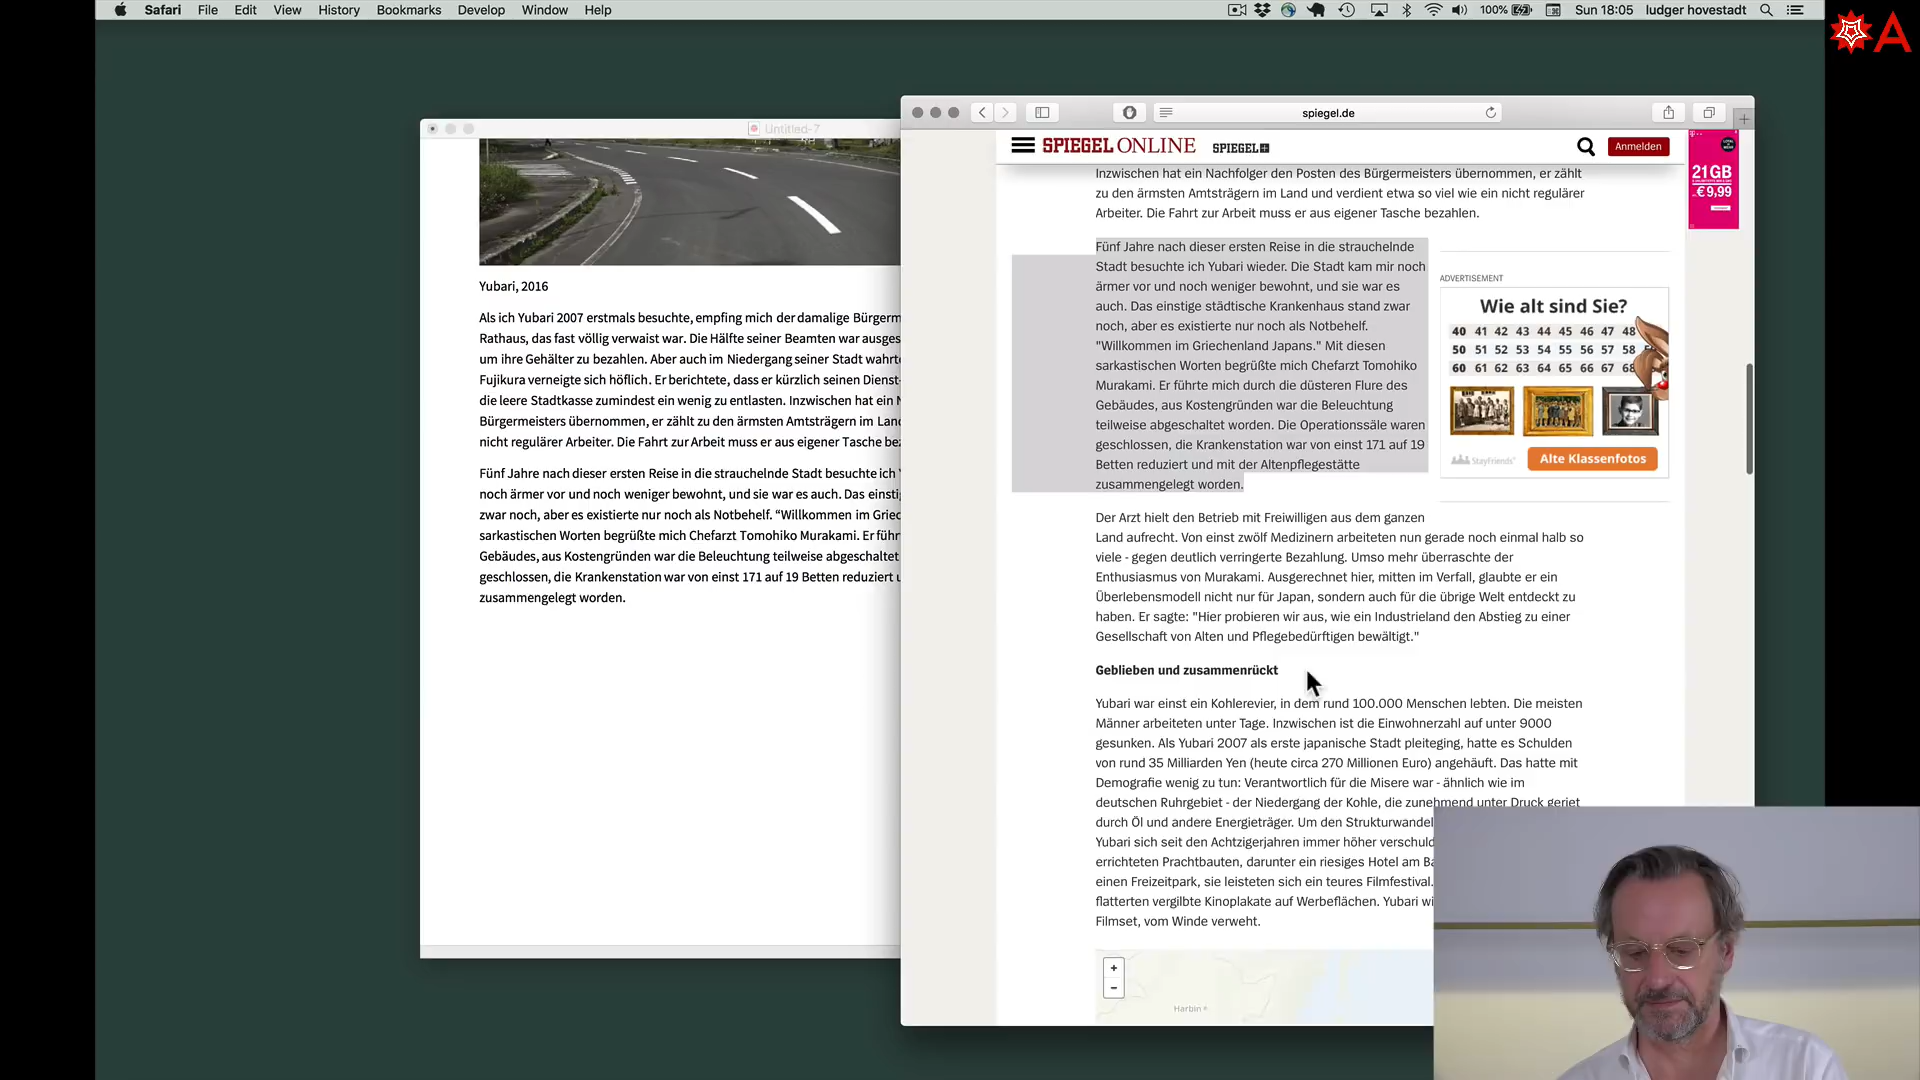 Safari File Edit View History Bookmarks Develop Window Help
100% Sun 18:05 ludger hovestadt
A
Untitled-7
Yubari, 2016
Als ich Yubari 2007 erstmals besuchte, empfing mich der damalige Bürgerm
Rathaus, das fast völlig verwaist war. Die Hälfte seiner Beamten war ausges
um ihre Gehälter zu bezahlen. Aber auch im Niedergang seiner Stadt wahrte
Fujikura verneigte sich höflich. Er berichtete, dass er kürzlich seinen Dienst-
die leere Stadtkasse zumindest ein wenig zu entlasten. Inzwischen hat ein N
Bürgermeisters übernommen, er zählt zu den ärmsten Amtsträgern im Lan
nicht regulärer Arbeiter. Die Fahrt zur Arbeit muss er aus eigener Tasche bez
Fünf Jahre nach dieser ersten Reise in die strauchelnde Stadt besuchte ich Y
noch ärmer vor und noch weniger bewohnt, und sie war es auch. Das einsti
zwar noch, aber es existierte nur noch als Notbehelf. “Willkommen im Griec
sarkastischen Worten begrüßte mich Chefarzt Tomohiko Murakami. Er führ
Gebäudes, aus Kostengründen war die Beleuchtung teilweise abgeschaltet
geschlossen, die Krankenstation war von einst 171 auf 19 Betten reduziert u
zusammengelegt worden.
spiegel.de
SPIEGEL ONLINE SPIEGEL+
Anmelden
Inzwischen hat ein Nachfolger den Posten des Bürgermeisters übernommen, er zählt
zu den ärmsten Amtsträgern im Land und verdient etwa so viel wie ein nicht regulärer
Arbeiter. Die Fahrt zur Arbeit muss er aus eigener Tasche bezahlen.
Fünf Jahre nach dieser ersten Reise in die strauchelnde
Stadt besuchte ich Yubari wieder. Die Stadt kam mir noch
ärmer vor und noch weniger bewohnt, und sie war es
auch. Das einstige städtische Krankenhaus stand zwar
noch, aber es existierte nur noch als Notbehelf.
"Willkommen im Griechenland Japans." Mit diesen
sarkastischen Worten begrüßte mich Chefarzt Tomohiko
Murakami. Er führte mich durch die düsteren Flure des
Gebäudes, aus Kostengründen war die Beleuchtung
teilweise abgeschaltet worden. Die Operationssäle waren
geschlossen, die Krankenstation war von einst 171 auf 19
Betten reduziert und mit der Altenpflegestätte
zusammengelegt worden.
Der Arzt hielt den Betrieb mit Freiwilligen aus dem ganzen
Land aufrecht. Von einst zwölf Medizinern arbeiteten nun gerade noch einmal halb so
viele - gegen deutlich verringerte Bezahlung. Umso mehr überraschte der
Enthusiasmus von Murakami. Ausgerechnet hier, mitten im Verfall, glaubte er ein
Überlebensmodell nicht nur für Japan, sondern auch für die übrige Welt entdeckt zu
haben. Er sagte: "Hier probieren wir aus, wie ein Industrieland den Abstieg zu einer
Gesellschaft von Alten und Pflegebedürftigen bewältigt."
Geblieben und zusammenrückt
Yubari war einst ein Kohlerevier, in dem rund 100.000 Menschen lebten. Die meisten
Männer arbeiteten unter Tage. Inzwischen ist die Einwohnerzahl auf unter 9000
gesunken. Als Yubari 2007 als erste japanische Stadt pleiteging, hatte es Schulden
von rund 35 Milliarden Yen (heute circa 270 Millionen Euro) angehäuft. Das hatte mit
Demografie wenig zu tun: Verantwortlich für die Misere war - ähnlich wie im
deutschen Ruhrgebiet - der Niedergang der Kohle, die zunehmend unter Druck geriet
durch Öl und andere Energieträger. Um den Strukturwandel
Yubari sich seit den Achtzigerjahren immer höher verschuld
errichteten Prachtbauten, darunter ein riesiges Hotel am Ba
einen Freizeitpark, sie leisteten sich ein teures Filmfestival.
flatterten vergilbte Kinoplakate auf Werbeflächen. Yubari wi
Filmset, vom Winde verweht.
+
-
Harbin
ADVERTISEMENT
Wie alt sind Sie?
40 41 42 43 44 45 46 47 48
50 51 52 53 54 55 56 57 58
60 61 62 63 64 65 66 67 68
StayFriends
Alte Klassenfotos
21GB
€9,99